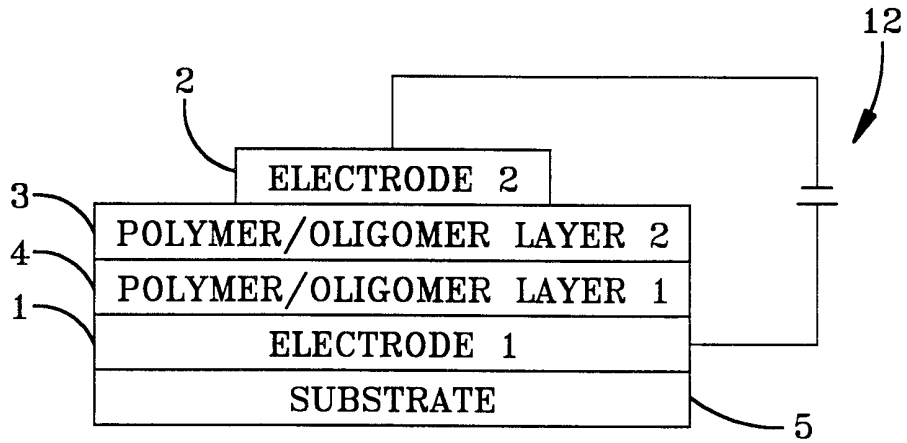 12
2
ELECTRODE 2
3
POLYMER/OLIGOMER LAYER 2
4
POLYMER/OLIGOMER LAYER 1
1
ELECTRODE 1
SUBSTRATE
5